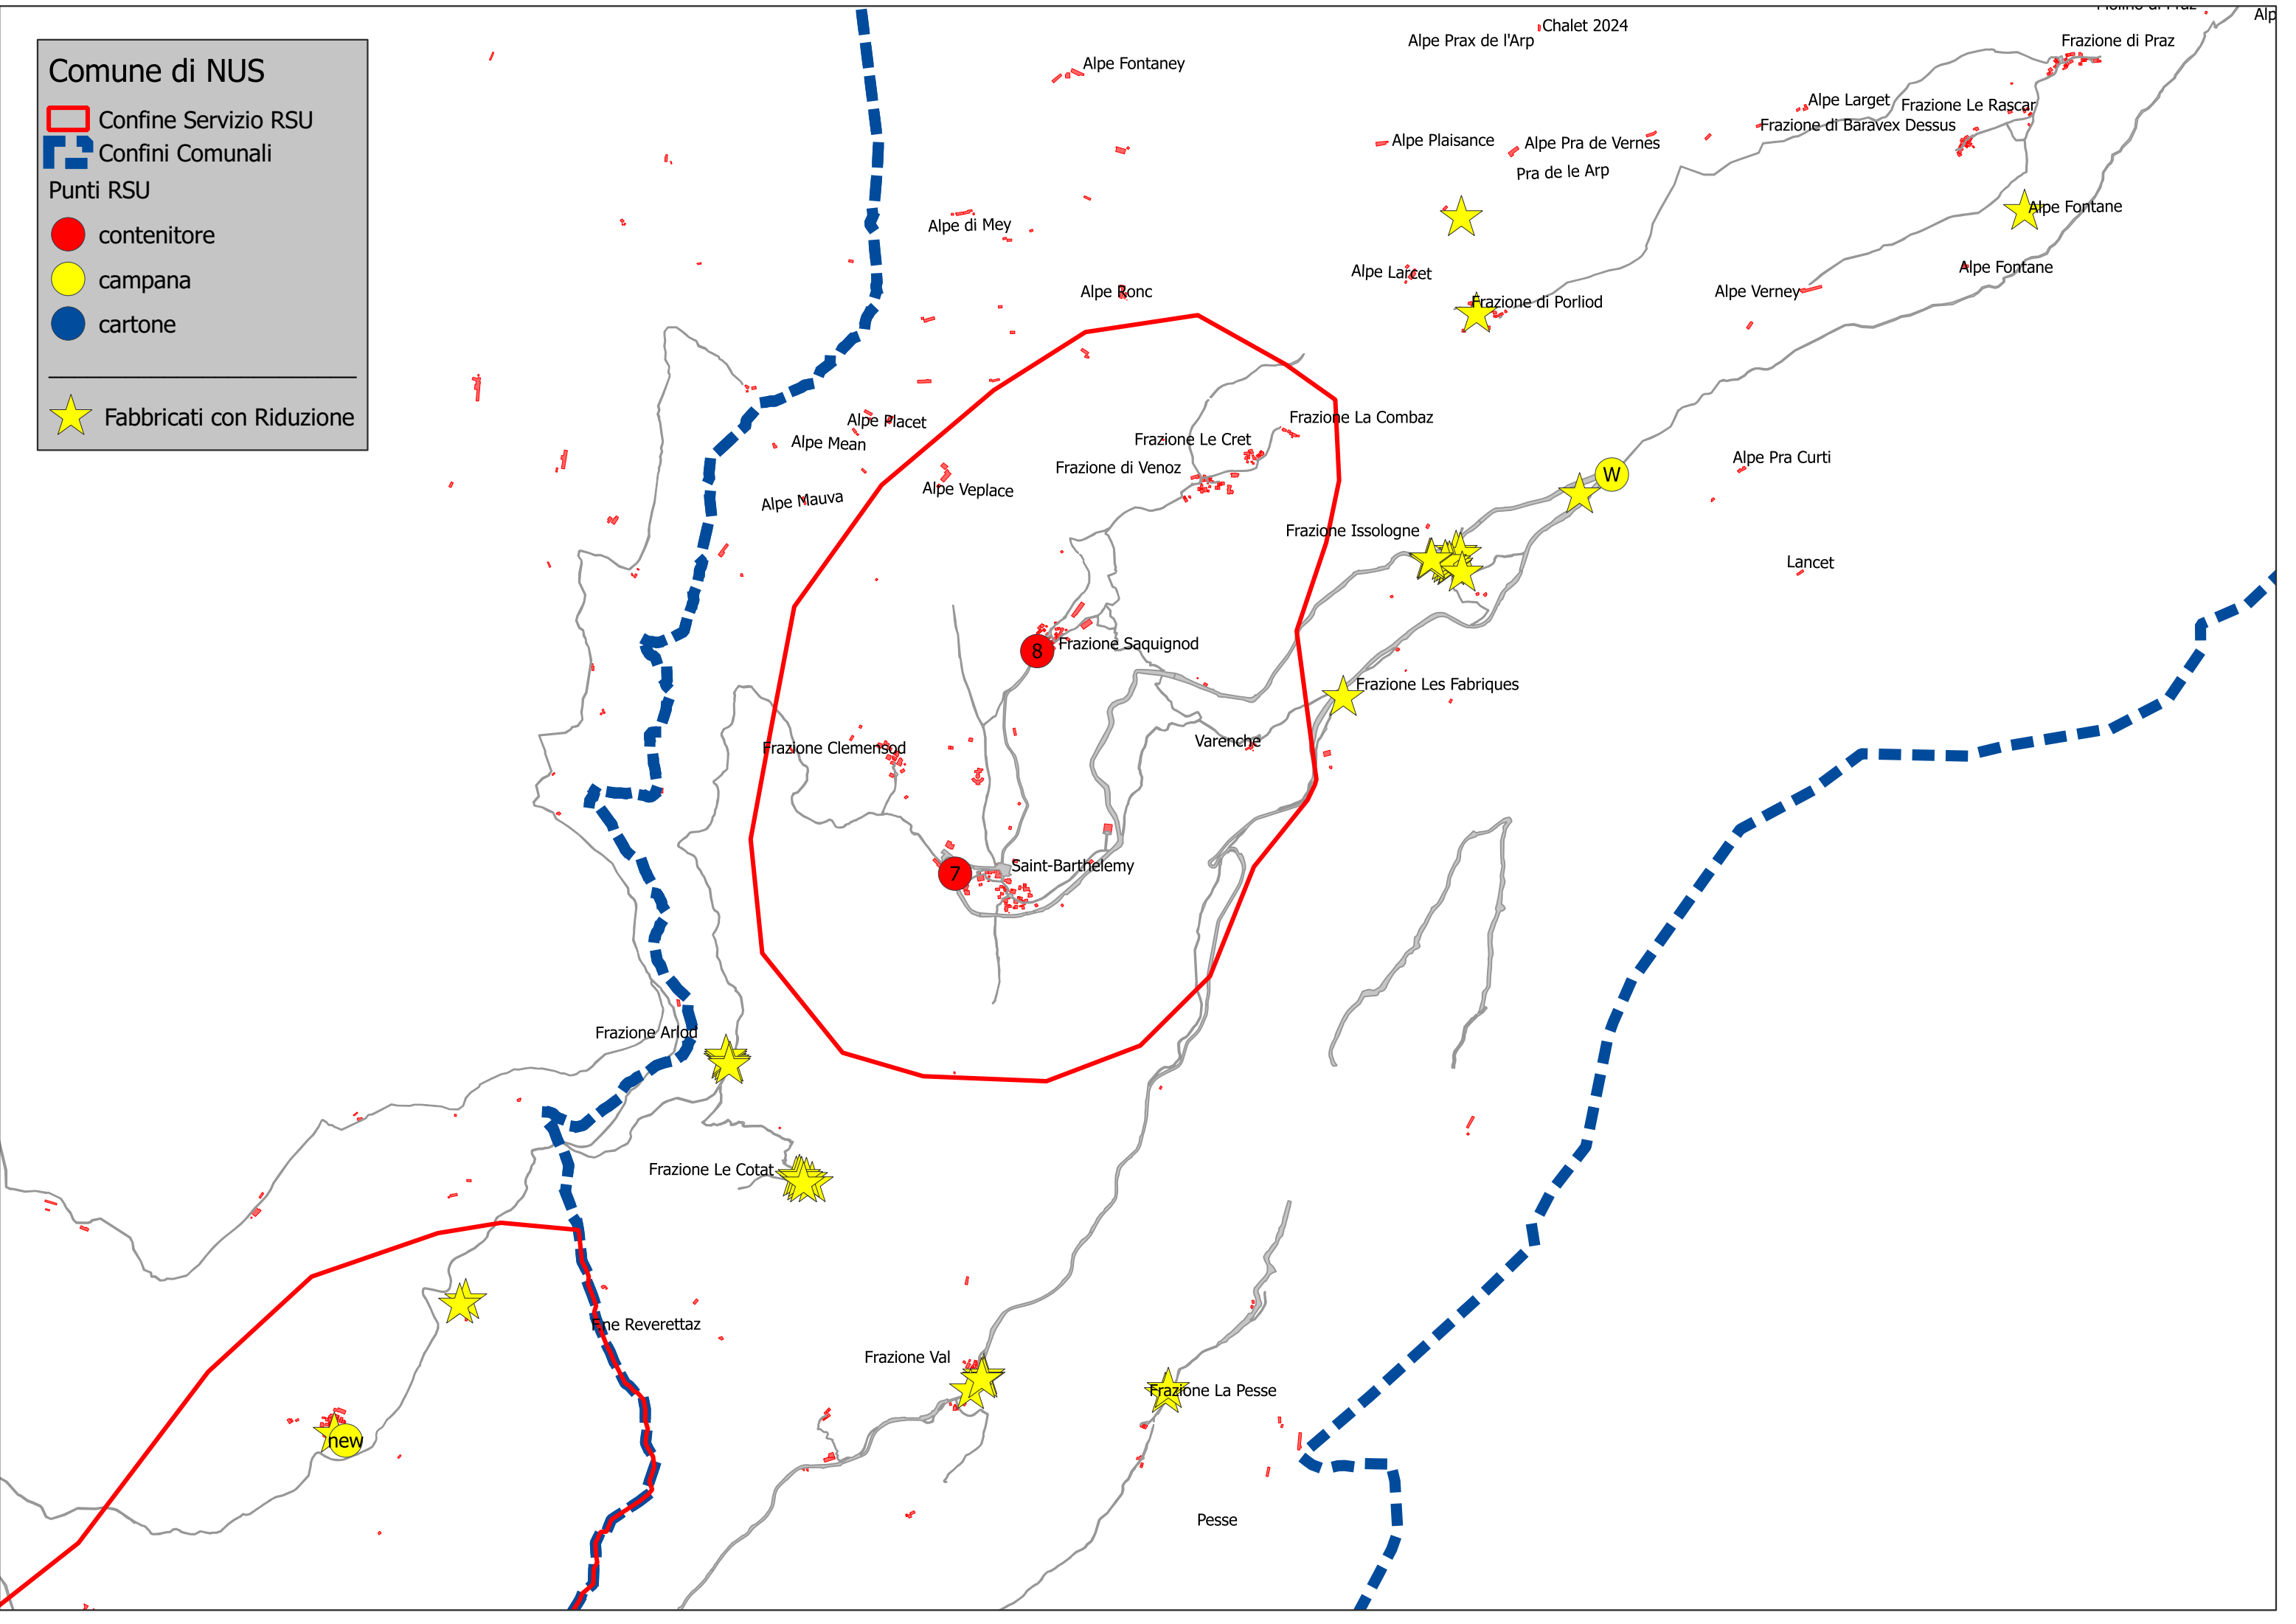 Comune di NUS
Confine Servizio RSU
Confini Comunali
Punti RSU
contenitore
campana
cartone
Fabbricati con Riduzione
Alp
Chalet 2024
Alpe Prax de l'Arp
Frazione di Praz
Alpe Fontaney
Alpe Larget
Frazione Le Rascar
Frazione di Baravex Dessus
Alpe Plaisance
Alpe Pra de Vernes
Pra de le Arp
Alpe Fontane
Alpe di Mey
Alpe Larcet
Alpe Fontane
Alpe Ronc
Alpe Verney
Frazione di Porliod
Alpe Placet
Frazione La Combaz
Alpe Mean
Frazione Le Cret
Alpe Pra Curti
Frazione di Venoz
W
Alpe Veplace
Alpe Mauva
Frazione Issologne
Lancet
8
Frazione Saquignod
Frazione Les Fabriques
Varenche
Frazione Clemensod
7
Saint-Barthelemy
Frazione Arlod
Frazione Le Cotat
Fine Reverettaz
Frazione Val
Frazione La Pesse
new
Pesse